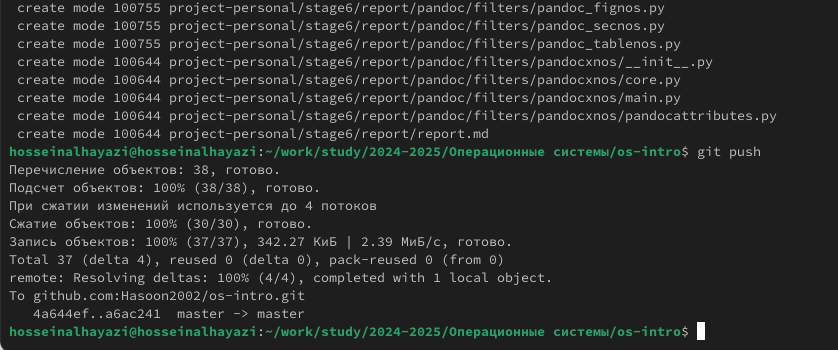 create mode 100755 project-personal/stage6/report/pandoc/filters/pandoc_fignos.py
create mode 100755 project-personal/stage6/report/pandoc/filters/pandoc_secnos.py
create mode 100755 project-personal/stage6/report/pandoc/filters/pandoc_tablenos.py
create mode 100644 project-personal/stage6/report/pandoc/filters/pandocxnos/__init__.py
create mode 100644 project-personal/stage6/report/pandoc/filters/pandocxnos/core.py
create mode 100644 project-personal/stage6/report/pandoc/filters/pandocxnos/main.py
create mode 100644 project-personal/stage6/report/pandoc/filters/pandocxnos/pandocattributes.py
create mode 100644 project-personal/stage6/report/report.md
hosseinalhayazi@hosseinalhayazi:~/work/study/2024-2025/Операционные системы/os-intro$ git push
Перечисление объектов: 38, готово.
Подсчет объектов: 100% (38/38), готово.
При сжатии изменений используется до 4 потоков
Сжатие объектов: 100% (30/30), готово.
Запись объектов: 100% (37/37), 342.27 КиБ | 2.39 МиБ/с, готово.
Total 37 (delta 4), reused 0 (delta 0), pack-reused 0 (from 0)
remote: Resolving deltas: 100% (4/4), completed with 1 local object.
To github.com:Hasoon2002/os-intro.git
4a644ef..a6ac241  master -> master
hosseinalhayazi@hosseinalhayazi:~/work/study/2024-2025/Операционные системы/os-intro$